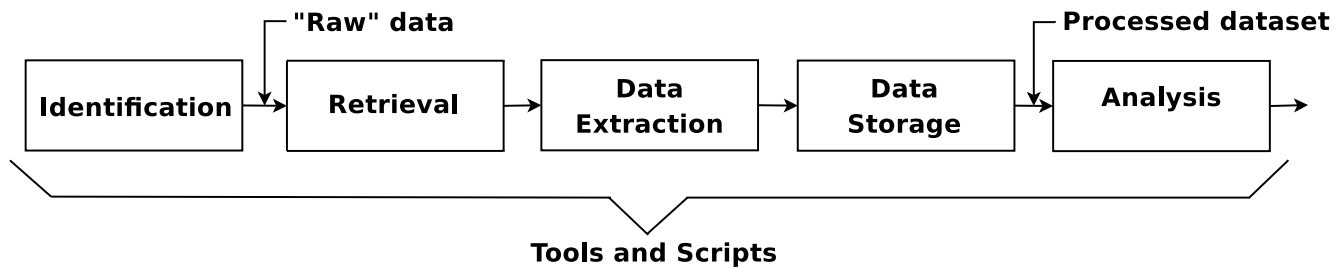 "Raw" data
Processed dataset
Identification
Retrieval
Data
Extraction
Data
Storage
Analysis
Tools and Scripts